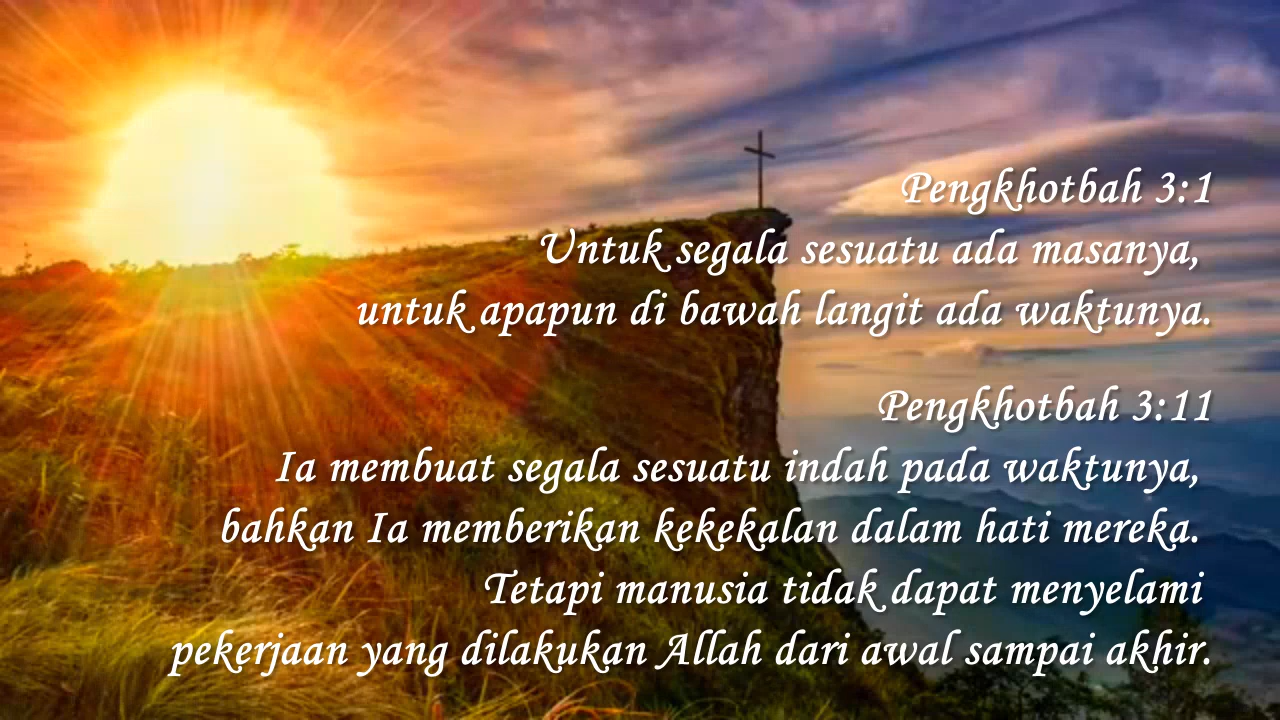 Pengkhotbah 3:1
Untuk segala sesuatu ada masanya,
untuk apapun di bawah langit ada waktunya.
Pengkhotbah 3:11
Ia membuat segala sesuatu indah pada waktunya,
bahkan Ia memberikan kekekalan dalam hati mereka.
Tetapi manusia tidak dapat menyelami
pekerjaan yang dilakukan Allah dari awal sampai akhir.